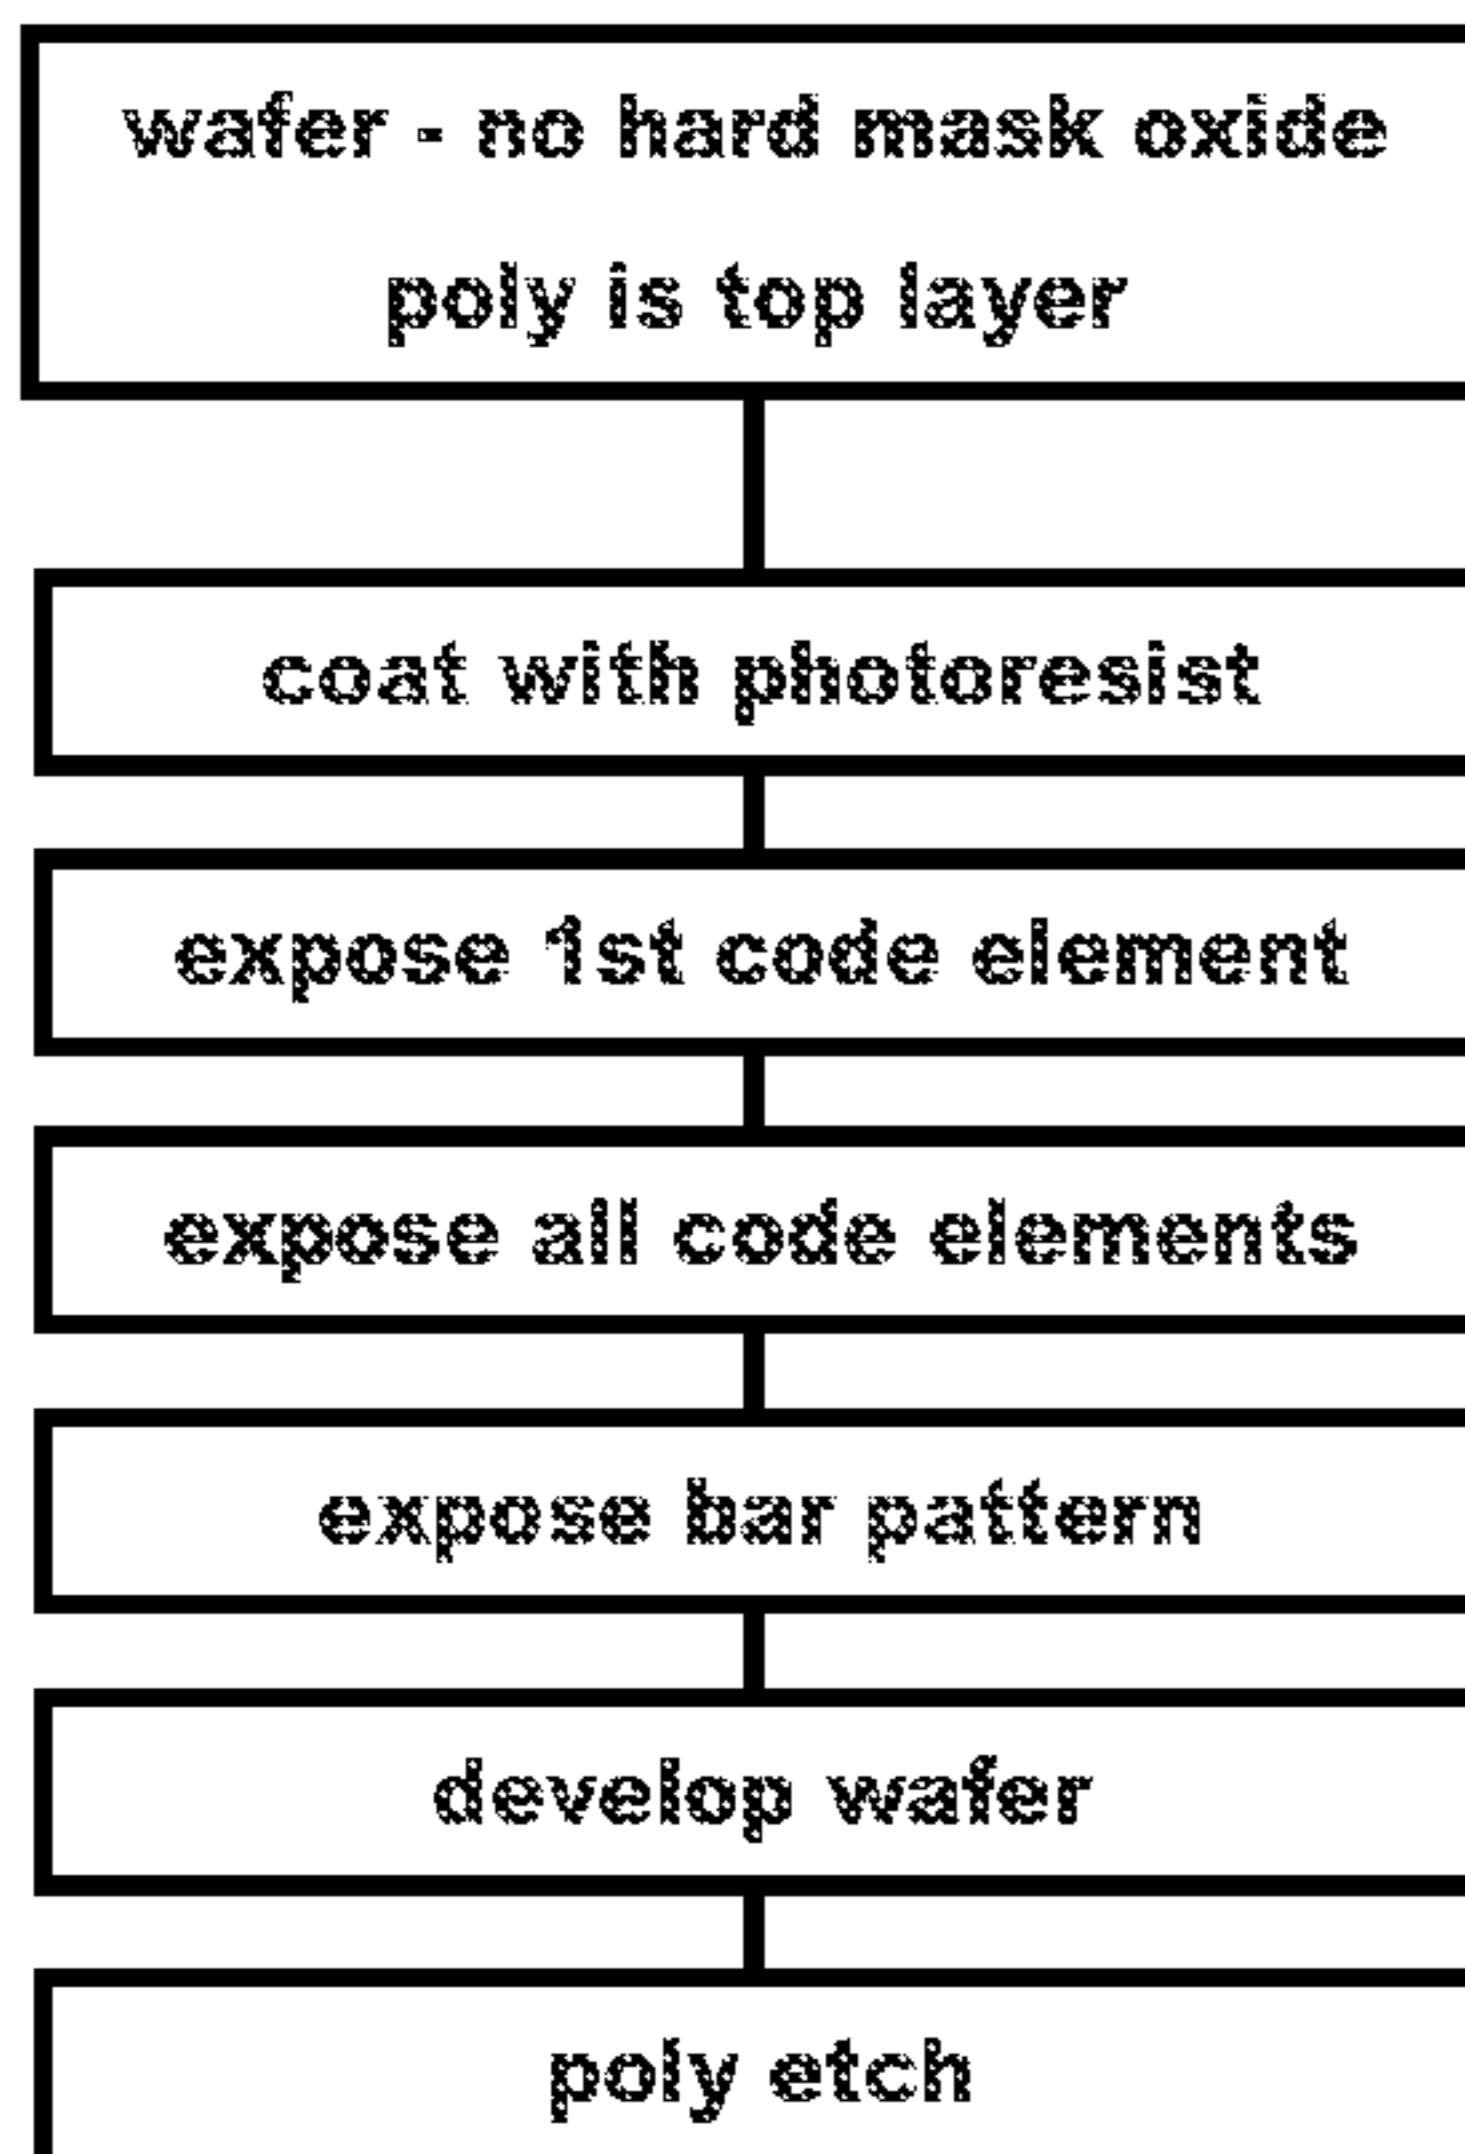 wafer - no hard mask oxide
poly is top layer
coat with photoresist
expose 1st code element
expose all code elements
expose bar pattern
develop wafer
poly etch